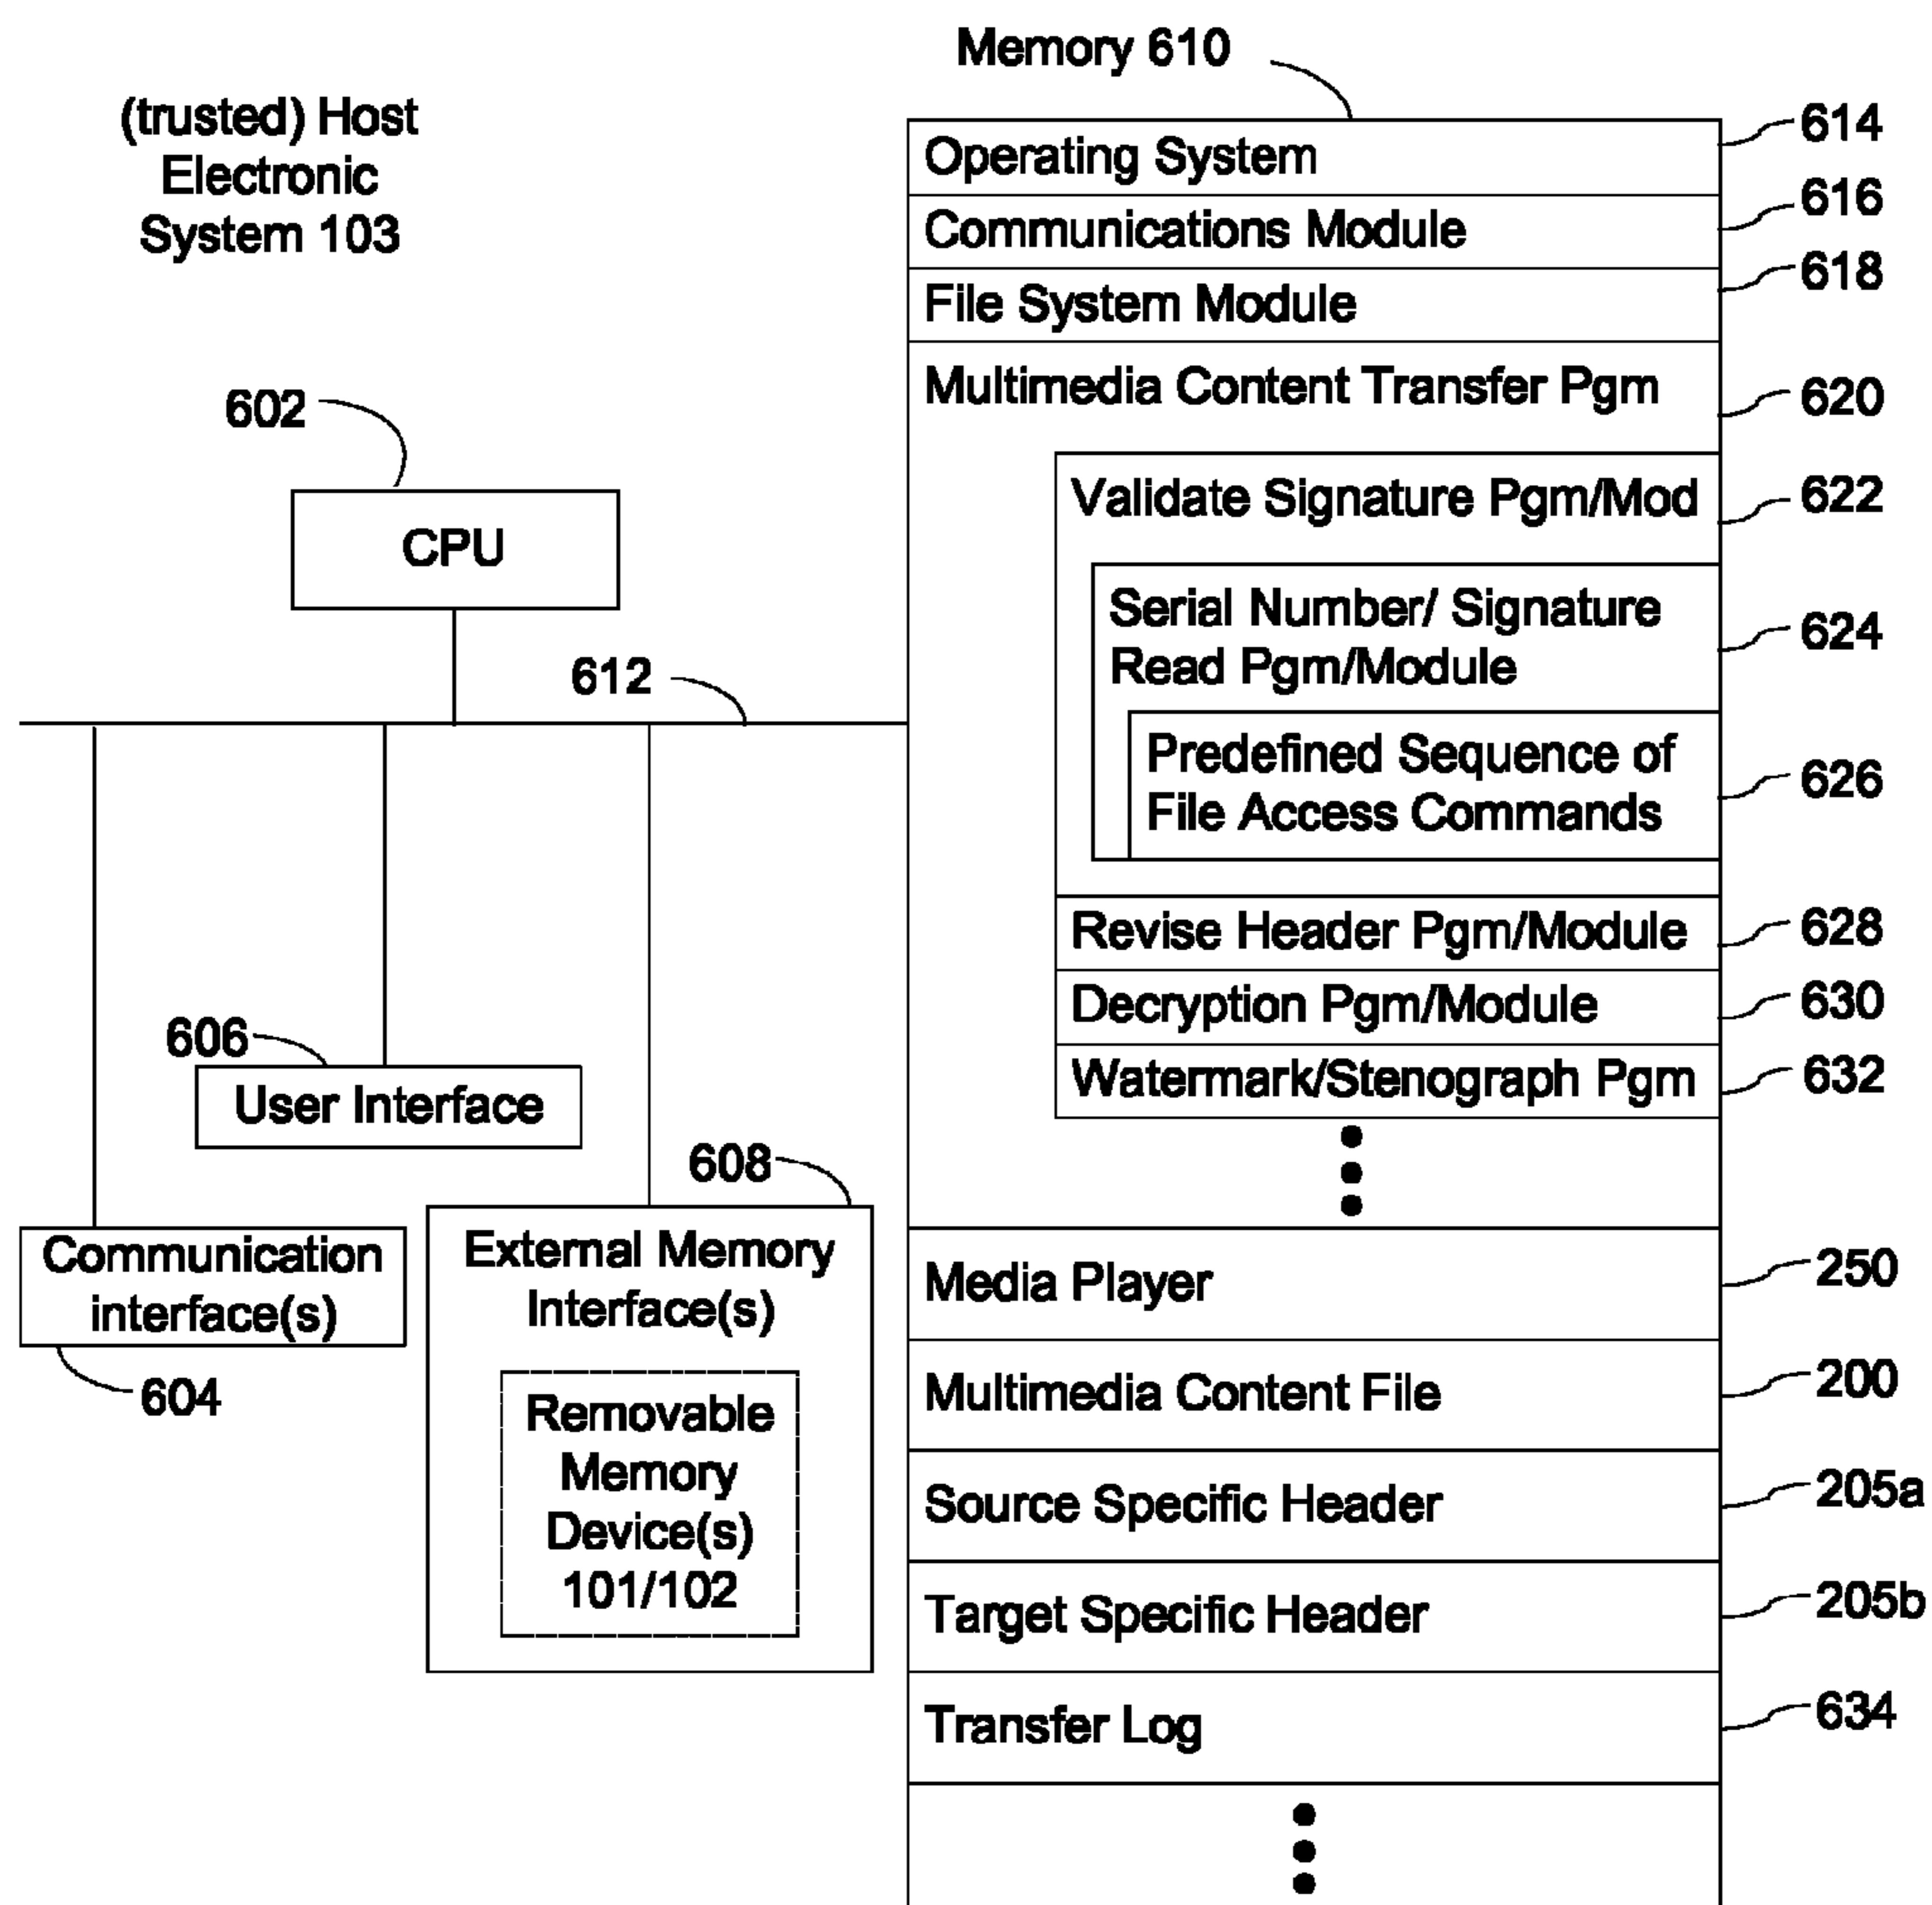 Memory 610
(trusted) Host
Electronic
System 103
Operating System
614
Communications Module
616
File System Module
618
Multimedia Content Transfer Pgm
620
602
CPU
Validate Signature Pgm/Mod
622
Serial Number/ Signature
Read Pgm/Module
624
612
Predefined Sequence of
File Access Commands
626
Revise Header Pgm/Module
628
Decryption Pgm/Module
630
Watermark/Stenograph Pgm
632
606
User Interface
608
Communication
interface(s)
604
External Memory
Interface(s)
Removable
Memory
Device(s)
101/102
Media Player
250
Multimedia Content File
200
Source Specific Header
205a
Target Specific Header
205b
Transfer Log
634